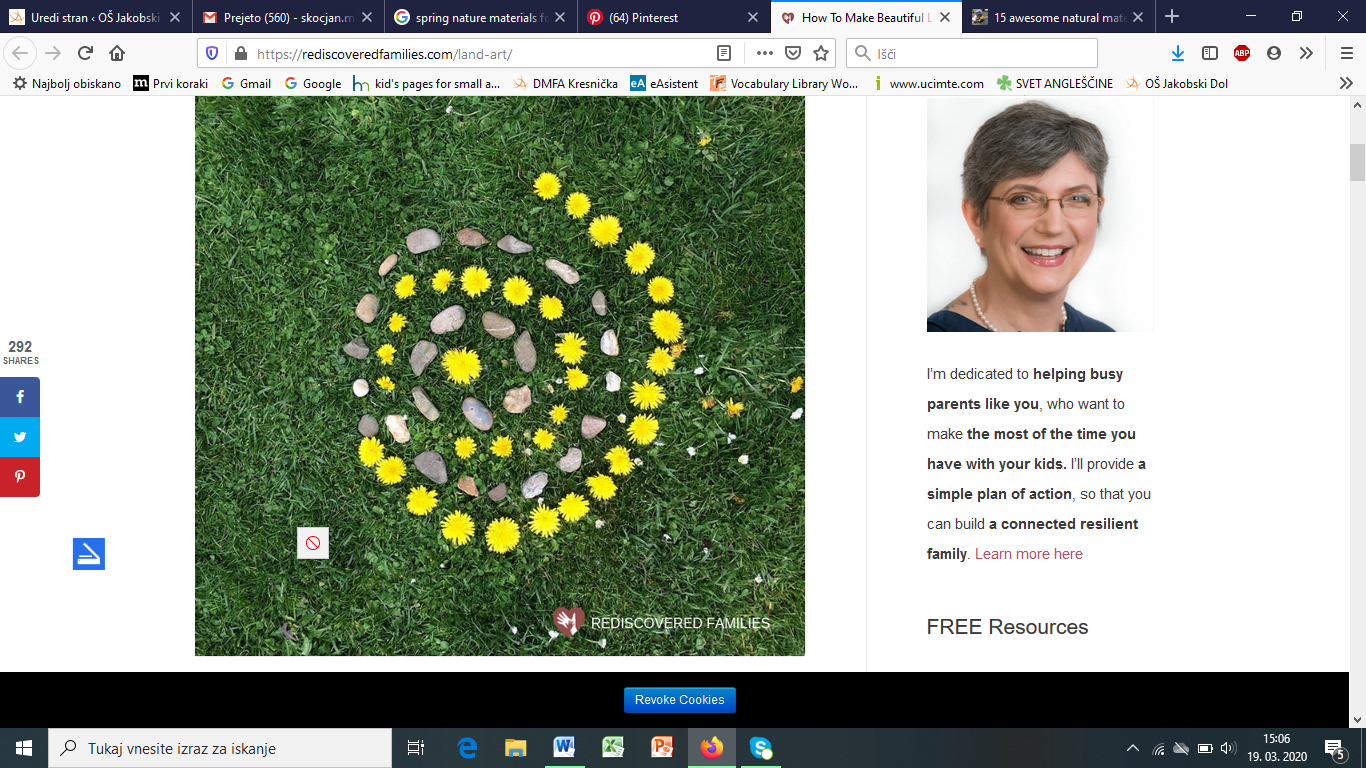 Uredi stran ‹ OŠ Jakobski
Prejeto (560) - skocjan.m
spring nature materials fo
(64) Pinterest
How To Make Beautiful L
15 awesome natural mate
https://rediscoveredfamilies.com/land-art/
Išči
Najbolj obiskano
Prvi koraki
Gmail
Google
kid's pages for small a...
DMFA Kresnička
eA eAsistent
Vocabulary Library Wo...
www.ucimte.com
SVET ANGLEŠČINE
OŠ Jakobski Dol
292
SHARES
REDISCOVERED FAMILIES
I'm dedicated to helping busy
parents like you, who want to
make the most of the time you
have with your kids. I'll provide a
simple plan of action, so that you
can build a connected resilient
family. Learn more here
FREE Resources
Revoke Cookies
Tukaj vnesite izraz za iskanje
15:06
19. 03. 2020
5